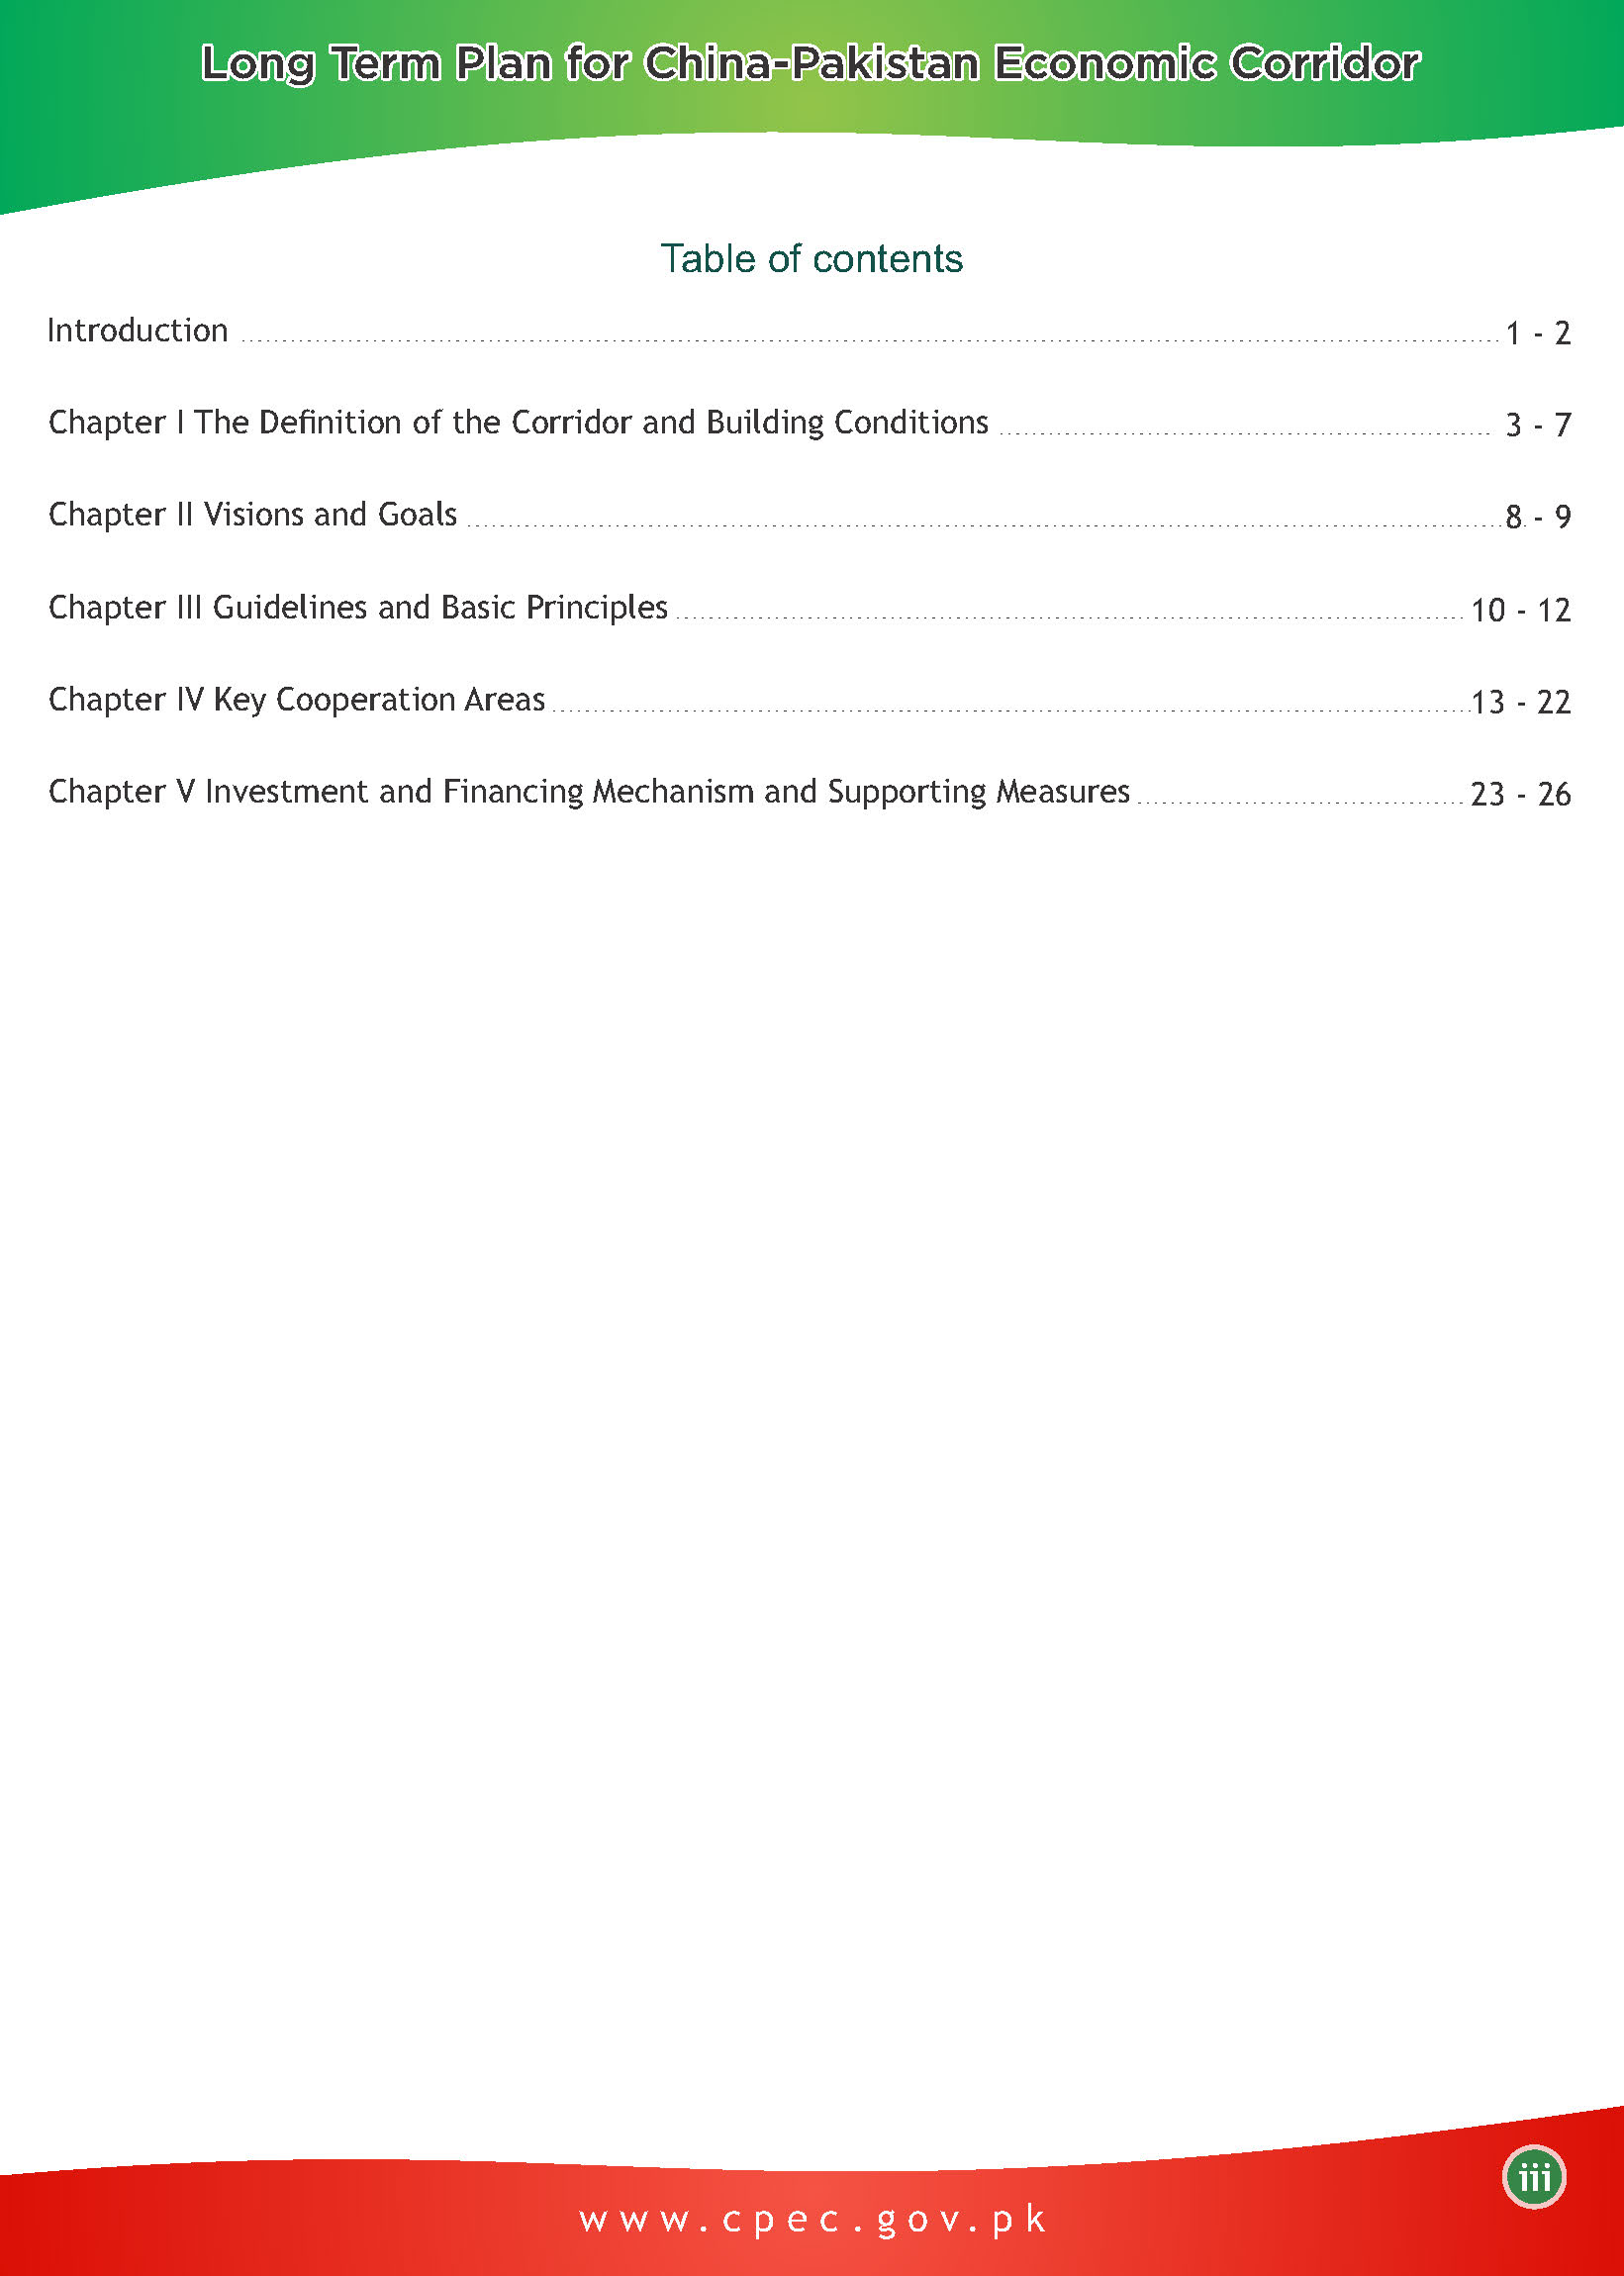 Long Term Plan for China-Pakistan Economic Corridor
Table of contents
Introduction 1 - 2
Chapter I The Definition of the Corridor and Building Conditions 3 - 7
Chapter II Visions and Goals 8 - 9
Chapter III Guidelines and Basic Principles 10 - 12
Chapter IV Key Cooperation Areas 13 - 22
Chapter V Investment and Financing Mechanism and Supporting Measures 23 - 26
iii
www.cpec.gov.pk